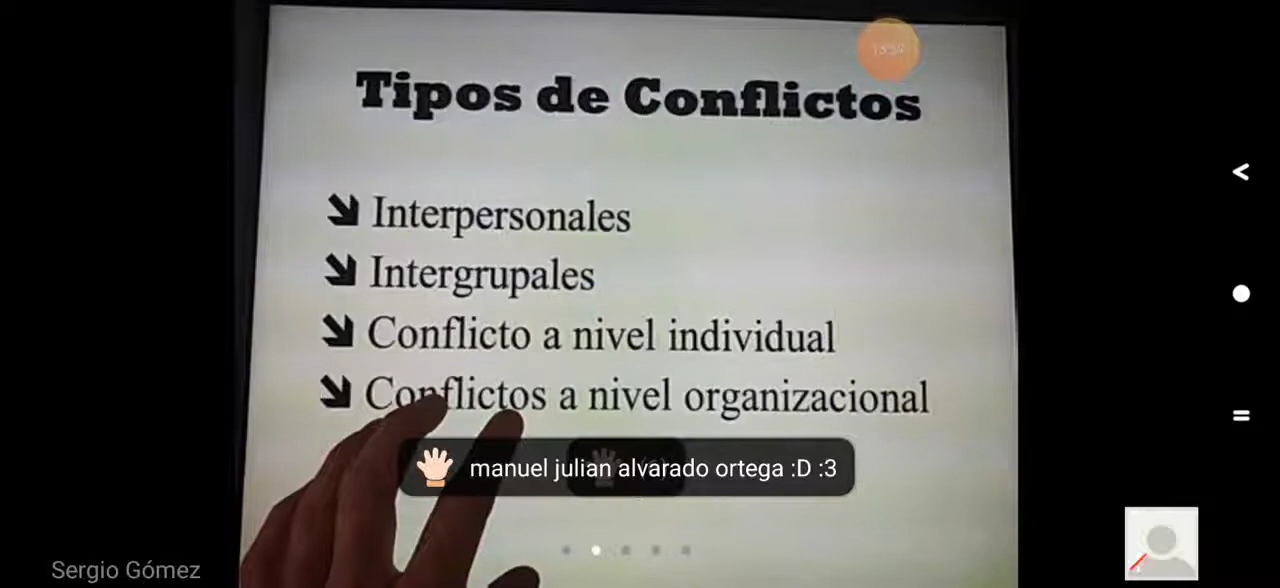 Tipos de Conflictos
Interpersonales
Intergrupales
Conflicto a nivel individual
Conflictos a nivel organizacional
manuel julian alvarado ortega :D :3
Sergio Gómez